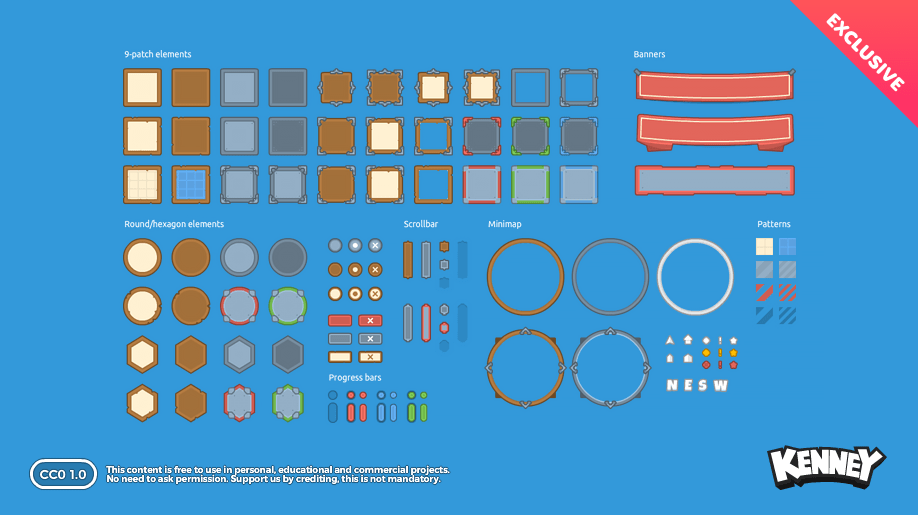 EXCLUSIVE
9-patch elements
Banners
Round/hexagon elements
Scrollbar
Minimap
Patterns
Progress bars
N E S W
CC0 1.0
This content is free to use in personal, educational and commercial projects.
No need to ask permission. Support us by crediting, this is not mandatory.
KENNEY